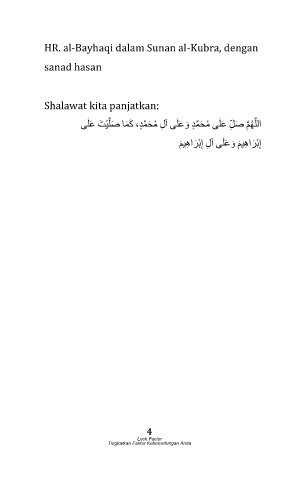 HR. al-Bayhaqi dalam Sunan al-Kubra, dengan
sanad hasan
Shalawat kita panjatkan:
اللَّهُمَّ صَلِّ عَلَى مُحَمَّدٍ وَعَلَى آلِ مُحَمَّدٍ، كَمَا صَلَّيْتَ عَلَى
إِبْرَاهِيمَ وَعَلَى آلِ إِبْرَاهِيمَ
4
Luck Factor
Tingkatkan Faktor Keberuntungan Anda